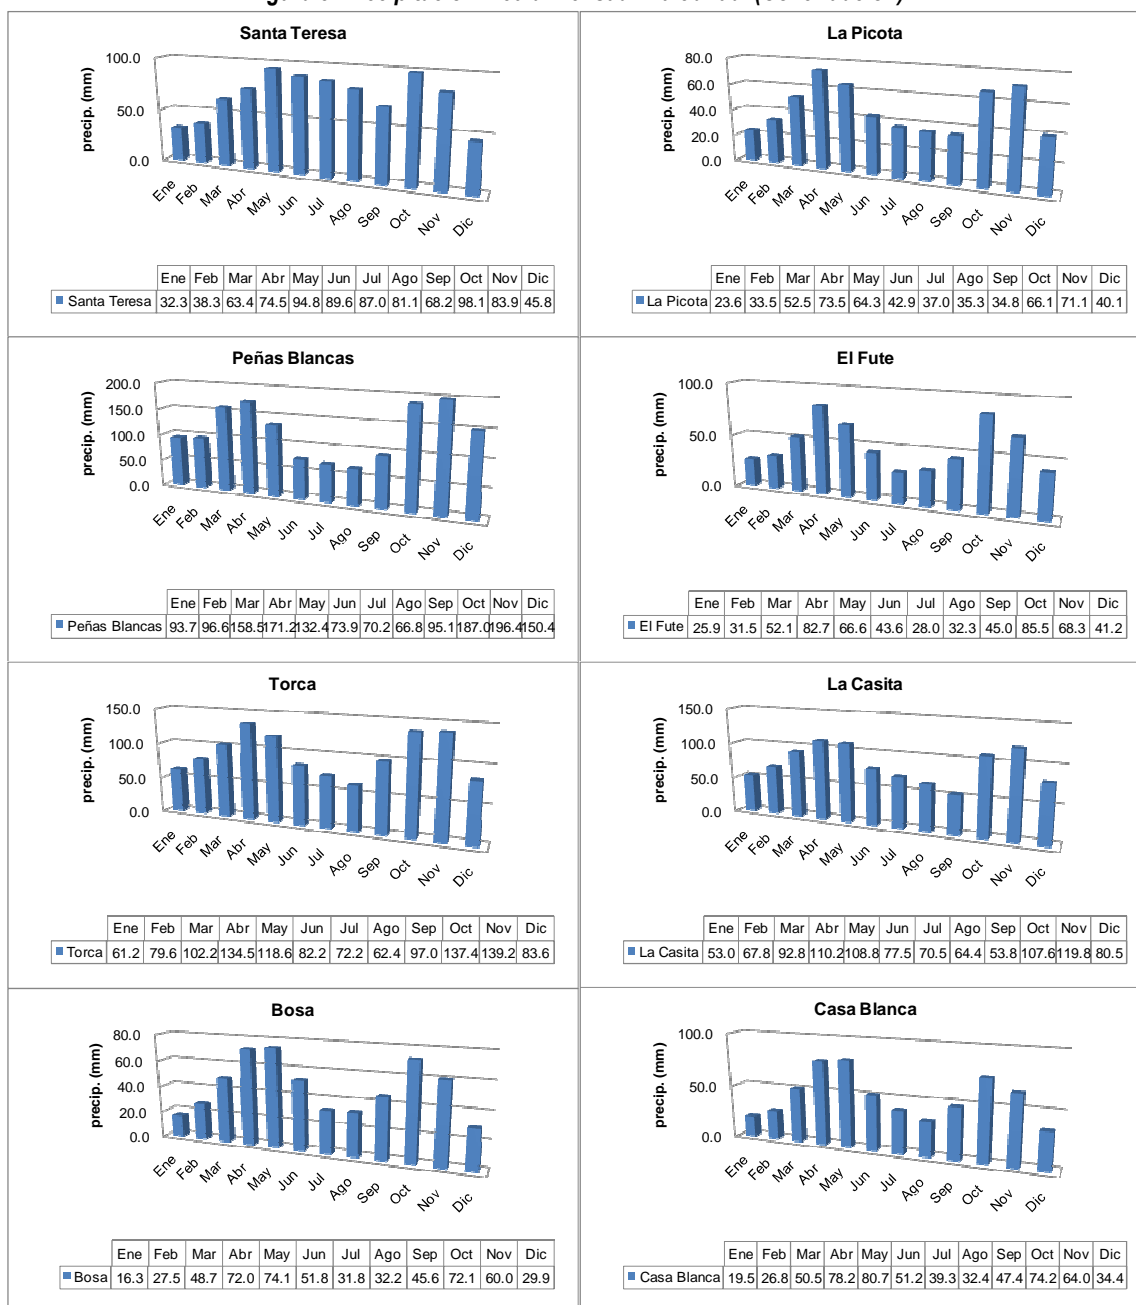 Santa Teresa
precip. (mm)
100.0
50.0
0.0
Ene Feb Mar Abr May Jun Jul Ago Sep Oct Nov Dic
Ene Feb Mar Abr May Jun Jul Ago Sep Oct Nov Dic
Santa Teresa 32.3 38.3 63.4 74.5 94.8 89.6 87.0 81.1 68.2 98.1 83.9 45.8
La Picota
precip. (mm)
80.0
60.0
40.0
20.0
0.0
Ene Feb Mar Abr May Jun Jul Ago Sep Oct Nov Dic
Ene Feb Mar Abr May Jun Jul Ago Sep Oct Nov Dic
La Picota 23.6 33.5 52.5 73.5 64.3 42.9 37.0 35.3 34.8 66.1 71.1 40.1
Peñas Blancas
precip. (mm)
200.0
150.0
100.0
50.0
0.0
Ene Feb Mar Abr May Jun Jul Ago Sep Oct Nov Dic
Ene Feb Mar Abr May Jun Jul Ago Sep Oct Nov Dic
Peñas Blancas 93.7 96.6 158.5 171.2 132.4 73.9 70.2 66.8 95.1 187.0 196.4 150.4
El Fute
precip. (mm)
100.0
50.0
0.0
Ene Feb Mar Abr May Jun Jul Ago Sep Oct Nov Dic
Ene Feb Mar Abr May Jun Jul Ago Sep Oct Nov Dic
El Fute 25.9 31.5 52.1 82.7 66.6 43.6 28.0 32.3 45.0 85.5 68.3 41.2
Torca
precip. (mm)
150.0
100.0
50.0
0.0
Ene Feb Mar Abr May Jun Jul Ago Sep Oct Nov Dic
Ene Feb Mar Abr May Jun Jul Ago Sep Oct Nov Dic
Torca 61.2 79.6 102.2 134.5 118.6 82.2 72.2 62.4 97.0 137.4 139.2 83.6
La Casita
precip. (mm)
150.0
100.0
50.0
0.0
Ene Feb Mar Abr May Jun Jul Ago Sep Oct Nov Dic
Ene Feb Mar Abr May Jun Jul Ago Sep Oct Nov Dic
La Casita 53.0 67.8 92.8 110.2 108.8 77.5 70.5 64.4 53.8 107.6 119.8 80.5
Bosa
precip. (mm)
80.0
60.0
40.0
20.0
0.0
Ene Feb Mar Abr May Jun Jul Ago Sep Oct Nov Dic
Ene Feb Mar Abr May Jun Jul Ago Sep Oct Nov Dic
Bosa 16.3 27.5 48.7 72.0 74.1 51.8 31.8 32.2 45.6 72.1 60.0 29.9
Casa Blanca
precip. (mm)
100.0
50.0
0.0
Ene Feb Mar Abr May Jun Jul Ago Sep Oct Nov Dic
Ene Feb Mar Abr May Jun Jul Ago Sep Oct Nov Dic
Casa Blanca 19.5 26.8 50.5 78.2 80.7 51.2 39.3 32.4 47.4 74.2 64.0 34.4